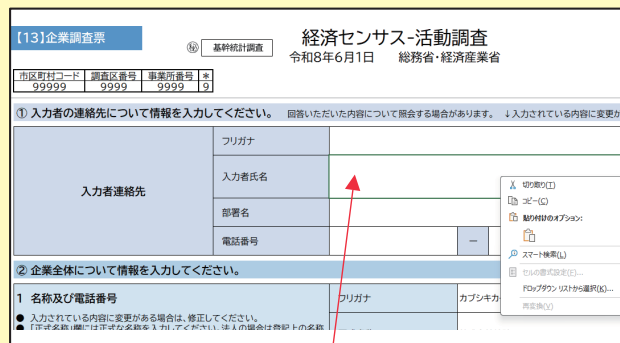 【13】企業調査票
秘 基幹統計調査
経済センサス‐活動調査
令和8年6月1日 総務省・経済産業省
市区町村コード 調査区番号 事業所番号 *
99999 9999 9999 9
① 入力者の連絡先について情報を入力してください。 回答いただいた内容について照会する場合があります。 ↓入力されている内容に変更が
入力者連絡先
フリガナ
入力者氏名
部署名
電話番号 －
切り取り(T)
コピー(C)
貼り付けのオプション:
スマート検索(L)
セルの書式設定(F)...
ドロップダウン リストから選択(K)...
再変換(V)
② 企業全体について情報を入力してください。
1 名称及び電話番号
フリガナ カブシキカ
● 入力されている内容に変更がある場合は、修正してください。
● 「正式名称」欄には正式な名称を入力してください。法人の場合は登記上の名称